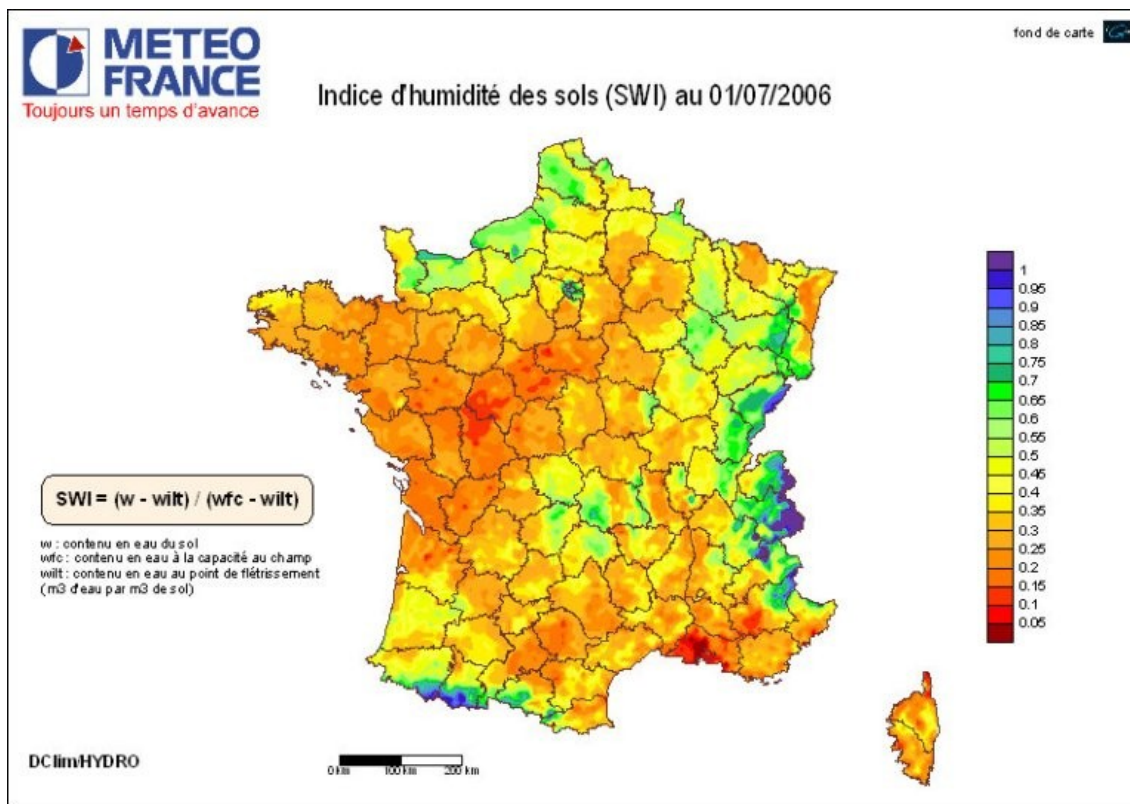 METEO
FRANCE
Toujours un temps d'avance
fond de carte
Indice d'humidité des sols (SWI) au 01/07/2006
1
0.95
0.9
0.85
0.8
0.75
0.7
0.65
0.6
0.55
0.5
0.45
0.4
0.35
0.3
0.25
0.2
0.15
0.1
0.05
SWI = (w - wilt) / (wfc - wilt)
w : contenu en eau du sol
wfc : contenu en eau à la capacité au champ
wilt : contenu en eau au point de flétrissement
(m3 d'eau par m3 de sol)
DClim/HYDRO
0 km 100 km 200 km